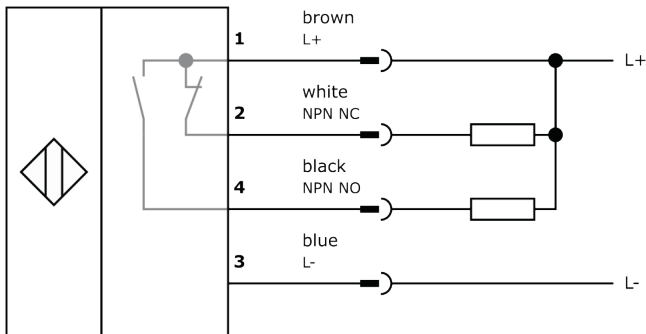 brown
1 L+ L+
white
2 NPN NC
black
4 NPN NO
blue
3 L- L-